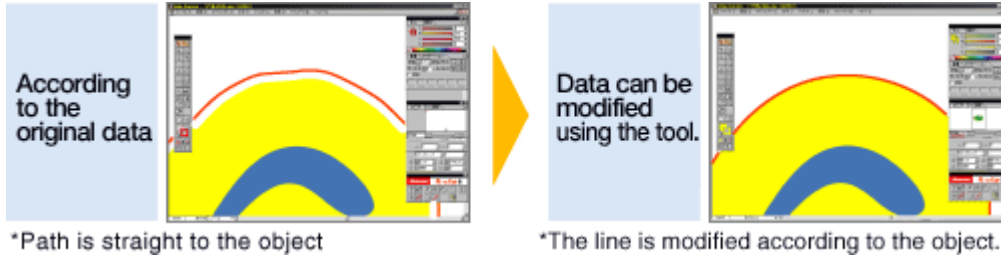 According
to the
original data
Data can be
modified
using the tool.
*Path is straight to the object
*The line is modified according to the object.